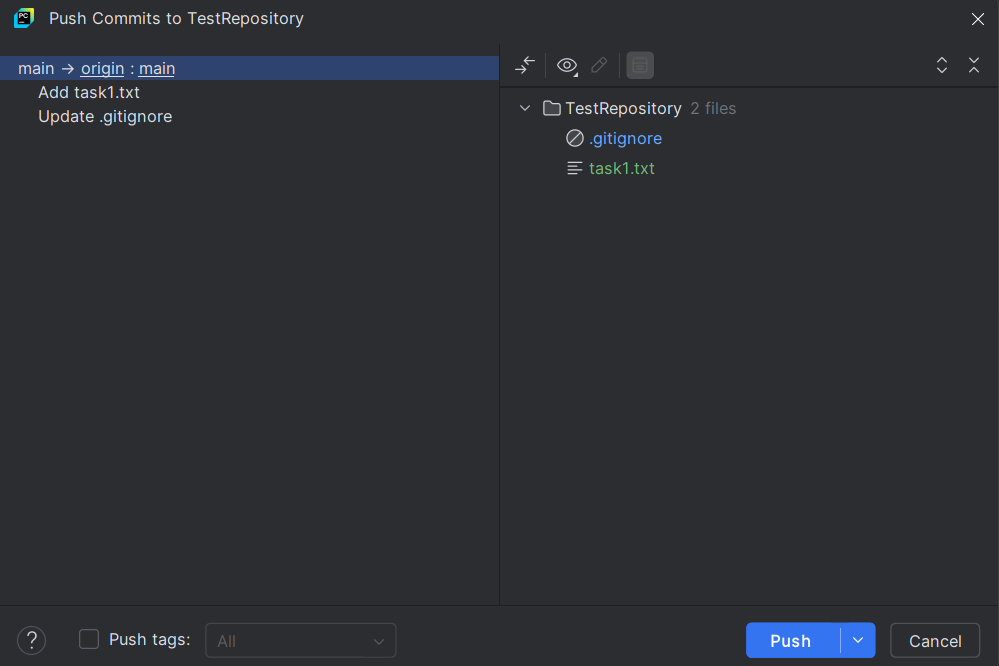 PC
Push Commits to TestRepository
main → origin : main
Add task1.txt
Update .gitignore
TestRepository 2 files
.gitignore
task1.txt
? Push tags: All
Push
Cancel